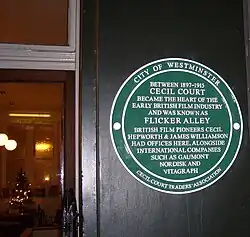 CITY OF WESTMINSTER
BETWEEN 1897-1915
CECIL COURT
BECAME THE HEART OF THE
EARLY BRITISH FILM INDUSTRY
AND WAS KNOWN AS
FLICKER ALLEY
BRITISH FILM PIONEERS CECIL
HEPWORTH & JAMES WILLIAMSON
HAD OFFICES HERE, ALONGSIDE
INTERNATIONAL COMPANIES
SUCH AS GAUMONT
NORDISK AND
VITAGRAPH
CECIL COURT TRADERS' ASSOCIATION